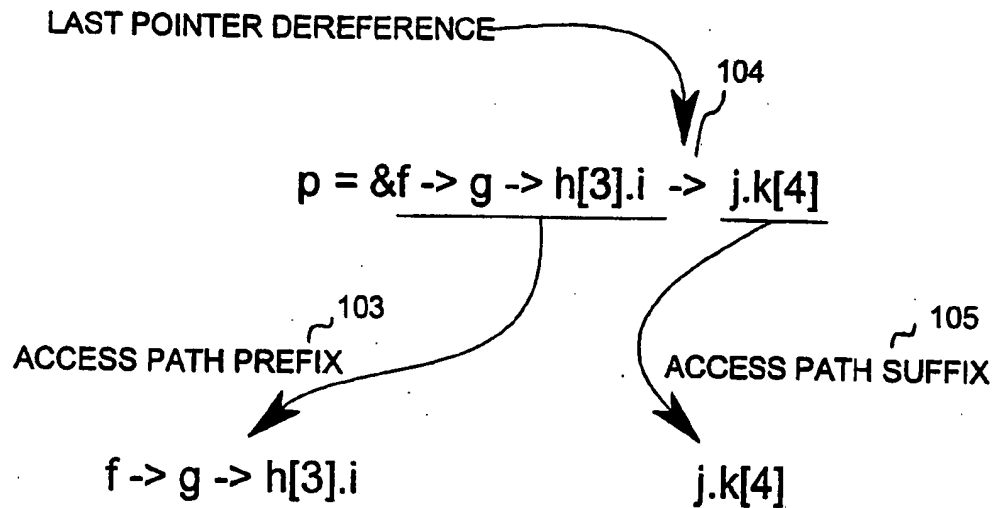 LAST POINTER DEREFERENCE
104
p = &f -> g -> h[3].i -> j.k[4]
103
105
ACCESS PATH PREFIX
ACCESS PATH SUFFIX
f -> g -> h[3].i
j.k[4]